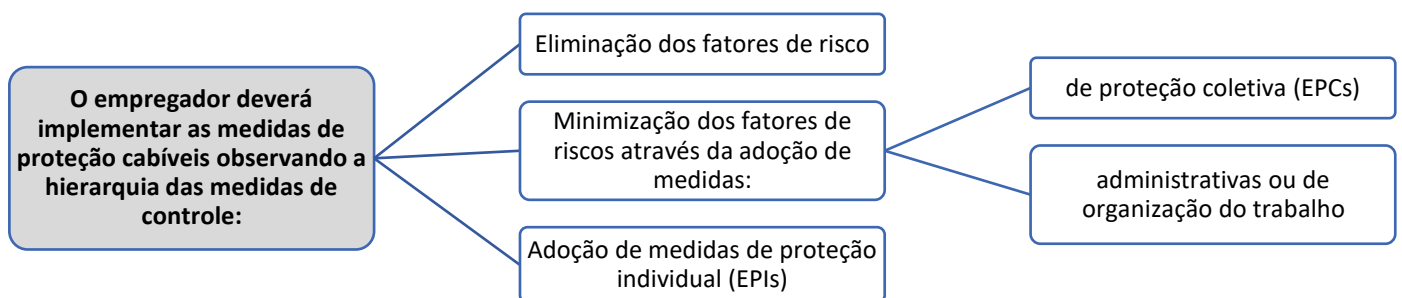 O empregador deverá
implementar as medidas de
proteção cabíveis observando a
hierarquia das medidas de
controle:
Eliminação dos fatores de risco
Minimização dos fatores de
riscos através da adoção de
medidas:
de proteção coletiva (EPCs)
administrativas ou de
organização do trabalho
Adoção de medidas de proteção
individual (EPIs)